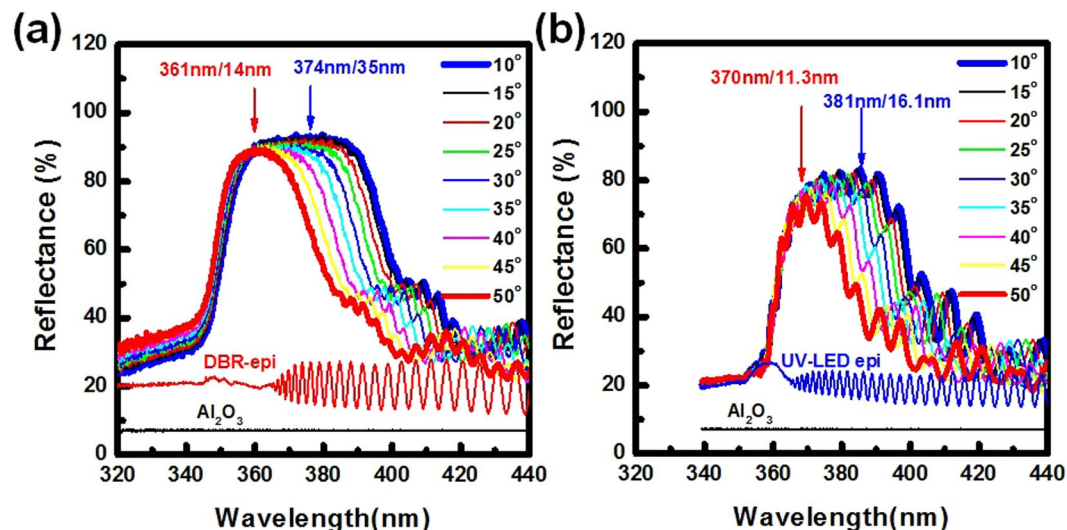 (a)
120
100
80
60
40
20
0
Reflectance (%)
361nm/14nm
374nm/35nm
10°
15°
20°
25°
30°
35°
40°
45°
50°
DBR-epi
Al₂O₃
320 340 360 380 400 420 440
Wavelength(nm)
(b)
120
100
80
60
40
20
0
Reflectance (%)
370nm/11.3nm
381nm/16.1nm
10°
15°
20°
25°
30°
35°
40°
45°
50°
UV-LED epi
Al₂O₃
320 340 360 380 400 420 440
Wavelength(nm)